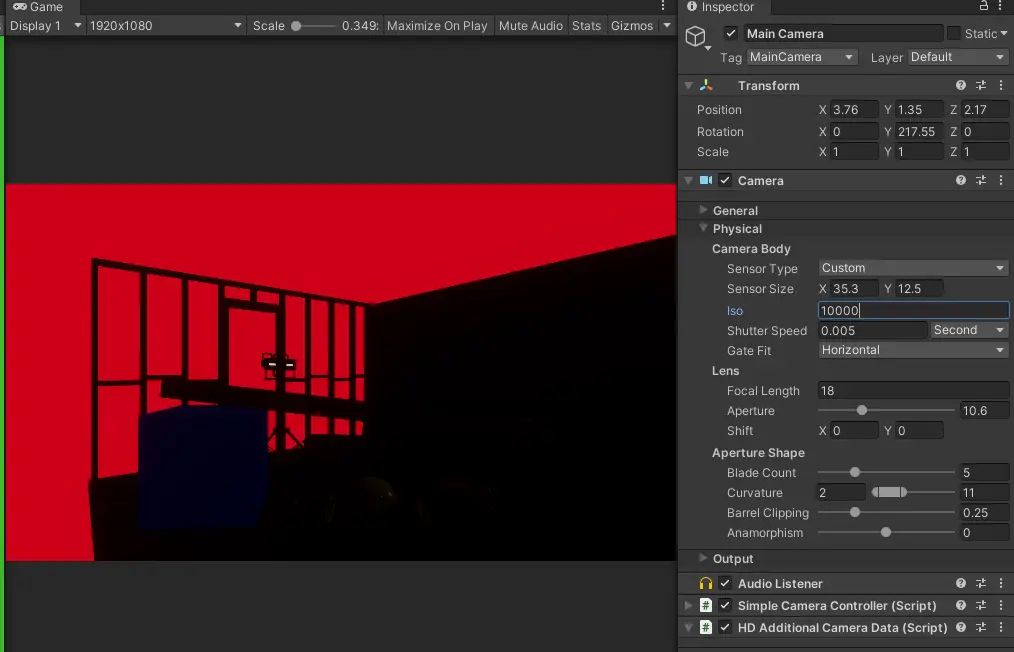 Game
Display 1 1920x1080 Scale 0.349: Maximize On Play Mute Audio Stats Gizmos
Inspector
Main Camera Static
Tag MainCamera Layer Default
Transform
Position X 3.76 Y 1.35 Z 2.17
Rotation X 0 Y 217.55 Z 0
Scale X 1 Y 1 Z 1
Camera
General
Physical
Camera Body
Sensor Type Custom
Sensor Size X 35.3 Y 12.5
Iso 10000
Shutter Speed 0.005 Second
Gate Fit Horizontal
Lens
Focal Length 18
Aperture 10.6
Shift X 0 Y 0
Aperture Shape
Blade Count 5
Curvature 2 11
Barrel Clipping 0.25
Anamorphism 0
Output
Audio Listener
# Simple Camera Controller (Script)
# HD Additional Camera Data (Script)